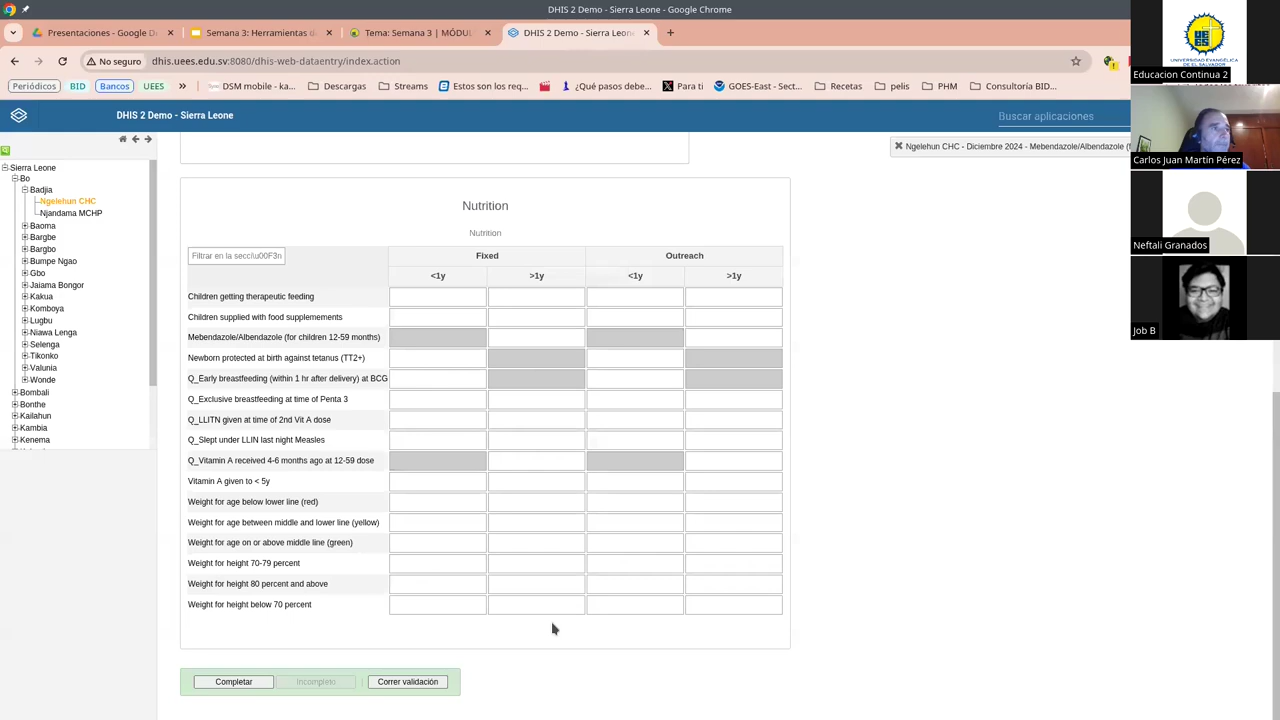 DHIS 2 Demo - Sierra Leone - Google Chrome
Presentaciones - Google D
Semana 3: Herramientas d
Tema: Semana 3 | MÓDUL
DHIS 2 Demo - Sierra Leon
No seguro
dhis.uees.edu.sv:8080/dhis-web-dataentry/index.action
Periódicos
BID
Bancos
UEES
DSM mobile - ka...
Descargas
Streams
Estos son los requi
¿Qué pasos debe...
GOES-East - Sect...
Para ti
Recetas
pelis
PHM
Consultoría BID...
DHIS 2 Demo - Sierra Leone
Buscar aplicaciones
Sierra Leone
Bo
Badjia
Ngelehun CHC
Njandama MCHP
Baoma
Bargbe
Bargbo
Bumpe Ngao
Gbo
Jaiama Bongor
Kakua
Komboya
Lugbu
Niawa Lenga
Selenga
Tikonko
Valunia
Wonde
Bombali
Bonthe
Kailahun
Kambia
Kenema
Ngelehun CHC - Diciembre 2024 - Mebendazole/Albendazole (f
Nutrition
Nutrition
Filtrar en la secci\u00F3n
Fixed
Outreach
<1y
>1y
<1y
>1y
Children getting therapeutic feeding
Children supplied with food supplemements
Mebendazole/Albendazole (for children 12-59 months)
Newborn protected at birth against tetanus (TT2+)
Q_Early breastfeeding (within 1 hr after delivery) at BCG
Q_Exclusive breastfeeding at time of Penta 3
Q_LLITN given at time of 2nd Vit A dose
Q_Slept under LLIN last night Measles
Q_Vitamin A received 4-6 months ago at 12-59 dose
Vitamin A given to < 5y
Weight for age below lower line (red)
Weight for age between middle and lower line (yellow)
Weight for age on or above middle line (green)
Weight for height 70-79 percent
Weight for height 80 percent and above
Weight for height below 70 percent
Completar
Incompleto
Correr validación
UEES
UNIVERSIDAD EVANGÉLICA
DE EL SALVADOR
Educacion Continua 2
Carlos Juan Martín Pérez
Neftali Granados
Job B